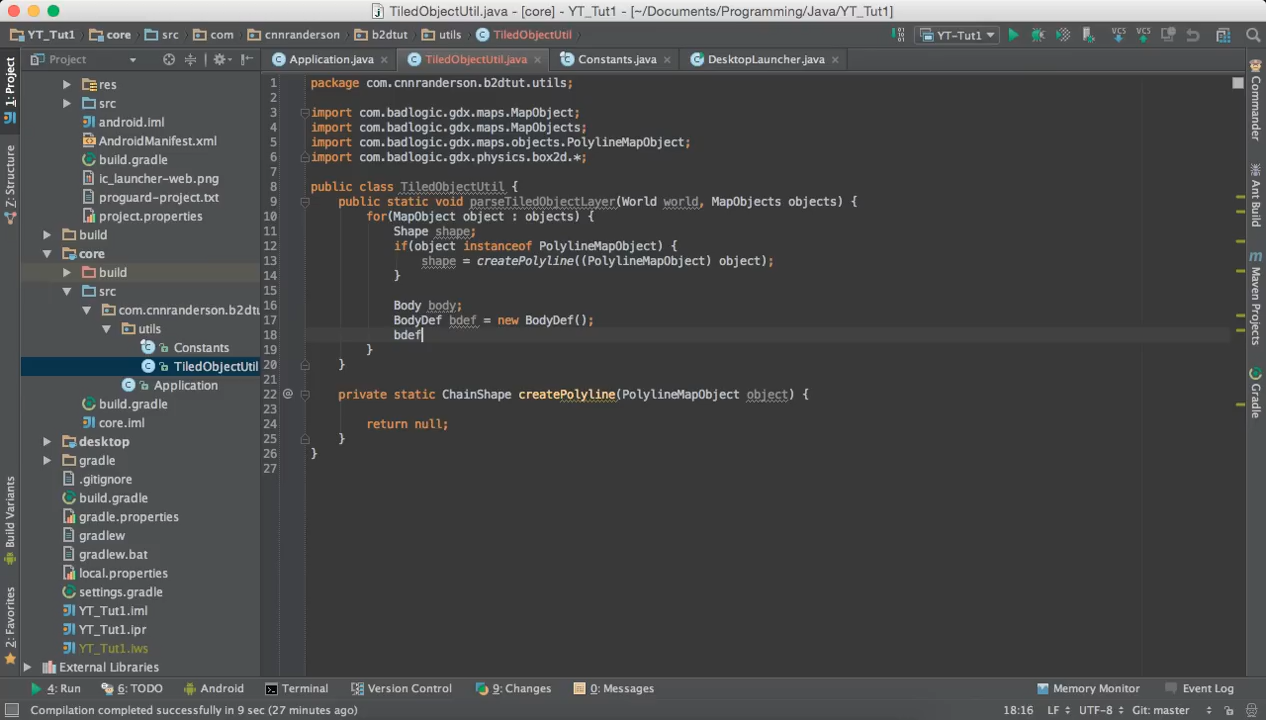 TiledObjectUtil.java - [core] - YT_Tut1 - [~/Documents/Programming/Java/YT_Tut1]
YT_Tut1 core src com cnnranderson b2dtut utils TiledObjectUtil YT-Tut1
Project Application.java TiledObjectUtil.java Constants.java DesktopLauncher.java
1: Project
Z: Structure
Build Variants
2: Favorites
res
src
android.iml
AndroidManifest.xml
build.gradle
ic_launcher-web.png
proguard-project.txt
project.properties
build
core
build
src
com.cnnranderson.b2dtut
utils
Constants
TiledObjectUtil
Application
build.gradle
core.iml
desktop
gradle
.gitignore
build.gradle
gradle.properties
gradlew
gradlew.bat
local.properties
settings.gradle
YT_Tut1.iml
YT_Tut1.ipr
YT_Tut1.iws
External Libraries
1 package com.cnnranderson.b2dtut.utils;
2
3 import com.badlogic.gdx.maps.MapObject;
4 import com.badlogic.gdx.maps.MapObjects;
5 import com.badlogic.gdx.maps.objects.PolylineMapObject;
6 import com.badlogic.gdx.physics.box2d.*;
7
8 public class TiledObjectUtil {
9 public static void parseTiledObjectLayer(World world, MapObjects objects) {
10 for(MapObject object : objects) {
11 Shape shape;
12 if(object instanceof PolylineMapObject) {
13 shape = createPolyline((PolylineMapObject) object);
14 }
15
16 Body body;
17 BodyDef bdef = new BodyDef();
18 bdef
19 }
20 }
21
22 private static ChainShape createPolyline(PolylineMapObject object) {
23
24 return null;
25 }
26 }
27
Commander
Ant Build
m Maven Projects
Gradle
4: Run 6: TODO Android Terminal Version Control 9: Changes 0: Messages Memory Monitor Event Log
Compilation completed successfully in 9 sec (27 minutes ago) 18:16 LF UTF-8 Git: master